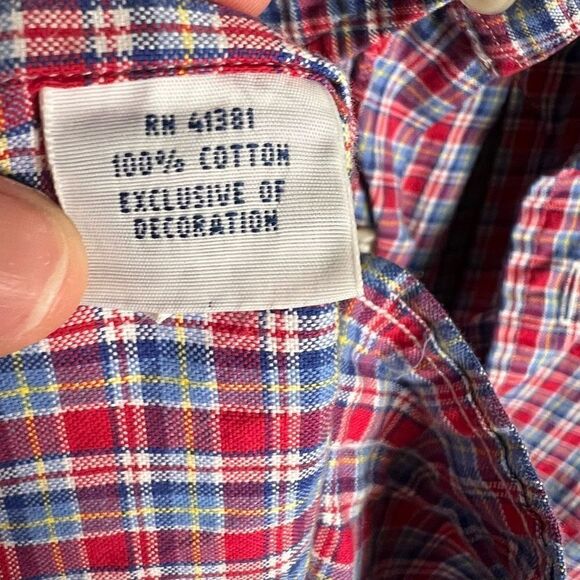 RN 41381
100% COTTON
EXCLUSIVE OF
DECORATION